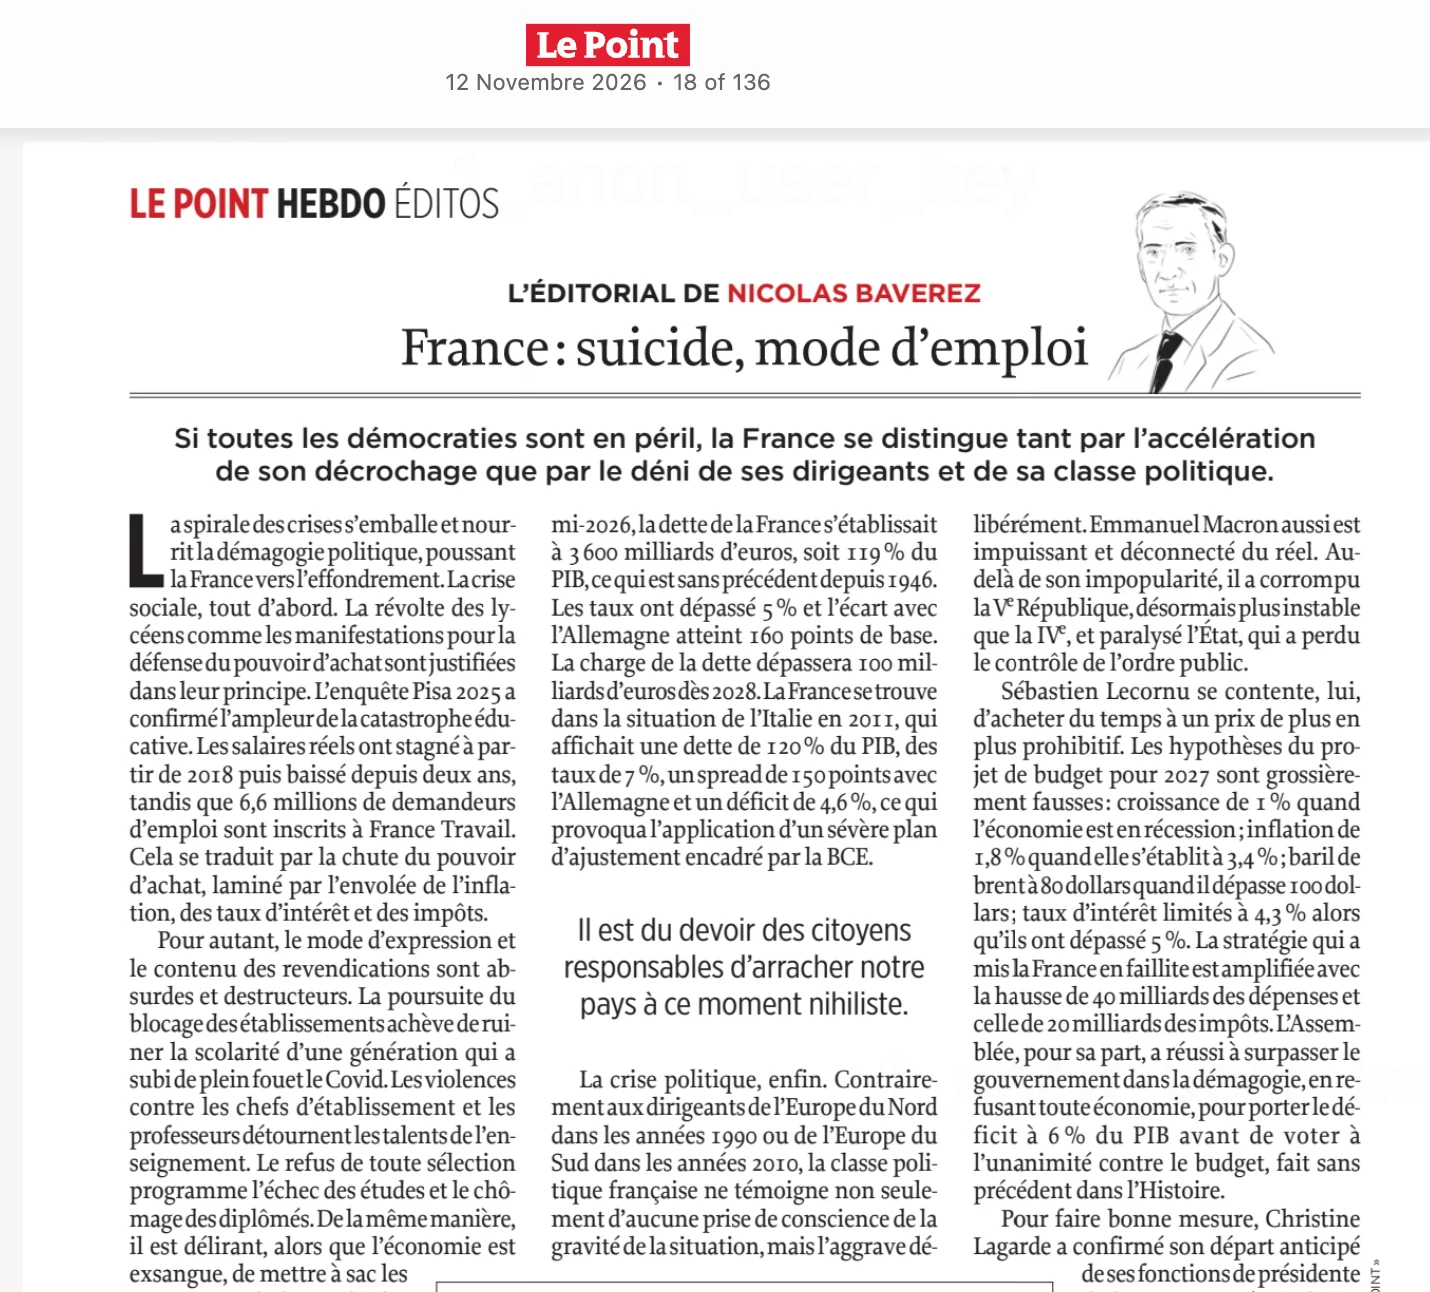 Le Point
12 Novembre 2026 · 18 of 136
LE POINT HEBDO ÉDITOS
L’ÉDITORIAL DE NICOLAS BAVEREZ
France : suicide, mode d’emploi
Si toutes les démocraties sont en péril, la France se distingue tant par l’accélération
de son décrochage que par le déni de ses dirigeants et de sa classe politique.
La spirale des crises s’emballe et nour-
rit la démagogie politique, poussant
la France vers l’effondrement. La crise
sociale, tout d’abord. La révolte des ly-
céens comme les manifestations pour la
défense du pouvoir d’achat sont justifiées
dans leur principe. L’enquête Pisa 2025 a
confirmé l’ampleur de la catastrophe édu-
cative. Les salaires réels ont stagné à par-
tir de 2018 puis baissé depuis deux ans,
tandis que 6,6 millions de demandeurs
d’emploi sont inscrits à France Travail.
Cela se traduit par la chute du pouvoir
d’achat, laminé par l’envolée de l’infla-
tion, des taux d’intérêt et des impôts.
Pour autant, le mode d’expression et
le contenu des revendications sont ab-
surdes et destructeurs. La poursuite du
blocage des établissements achève de rui-
ner la scolarité d’une génération qui a
subi de plein fouet le Covid. Les violences
contre les chefs d’établissement et les
professeurs détournent les talents de l’en-
seignement. Le refus de toute sélection
programme l’échec des études et le chô-
mage des diplômés. De la même manière,
il est délirant, alors que l’économie est
exsangue, de mettre à sac les
mi-2026, la dette de la France s’établissait
à 3 600 milliards d’euros, soit 119 % du
PIB, ce qui est sans précédent depuis 1946.
Les taux ont dépassé 5 % et l’écart avec
l’Allemagne atteint 160 points de base.
La charge de la dette dépassera 100 mil-
liards d’euros dès 2028. La France se trouve
dans la situation de l’Italie en 2011, qui
affichait une dette de 120 % du PIB, des
taux de 7 %, un spread de 150 points avec
l’Allemagne et un déficit de 4,6 %, ce qui
provoqua l’application d’un sévère plan
d’ajustement encadré par la BCE.
Il est du devoir des citoyens
responsables d’arracher notre
pays à ce moment nihiliste.
La crise politique, enfin. Contraire-
ment aux dirigeants de l’Europe du Nord
dans les années 1990 ou de l’Europe du
Sud dans les années 2010, la classe poli-
tique française ne témoigne non seule-
ment d’aucune prise de conscience de la
gravité de la situation, mais l’aggrave dé-
libérément. Emmanuel Macron aussi est
impuissant et déconnecté du réel. Au-
delà de son impopularité, il a corrompu
la Ve République, désormais plus instable
que la IVe, et paralysé l’État, qui a perdu
le contrôle de l’ordre public.
Sébastien Lecornu se contente, lui,
d’acheter du temps à un prix de plus en
plus prohibitif. Les hypothèses du pro-
jet de budget pour 2027 sont grossière-
ment fausses : croissance de 1 % quand
l’économie est en récession ; inflation de
1,8 % quand elle s’établit à 3,4 % ; baril de
brent à 80 dollars quand il dépasse 100 dol-
lars ; taux d’intérêt limités à 4,3 % alors
qu’ils ont dépassé 5 %. La stratégie qui a
mis la France en faillite est amplifiée avec
la hausse de 40 milliards des dépenses et
celle de 20 milliards des impôts. L’Assem-
blée, pour sa part, a réussi à surpasser le
gouvernement dans la démagogie, en re-
fusant toute économie, pour porter le dé-
ficit à 6 % du PIB avant de voter à
l’unanimité contre le budget, fait sans
précédent dans l’Histoire.
Pour faire bonne mesure, Christine
Lagarde a confirmé son départ anticipé
de ses fonctions de présidente
1_anon_user_key